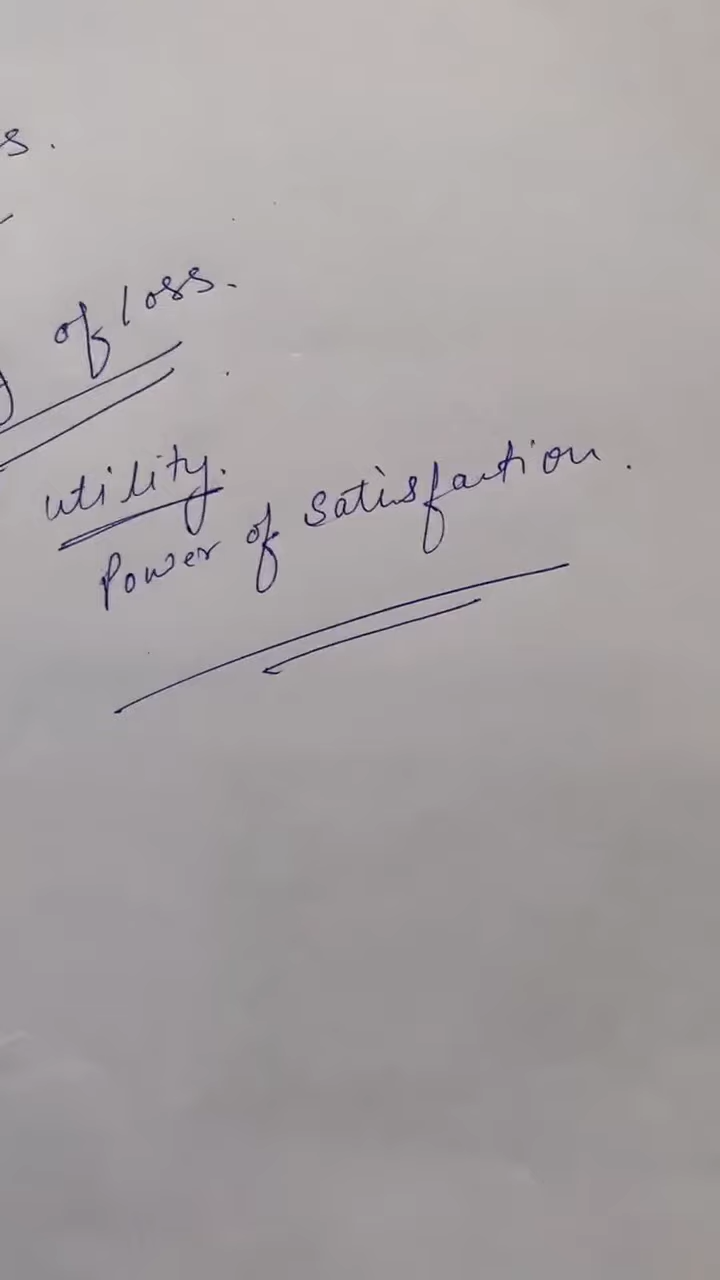 s.
of loss.
utility.
Power of satisfaction.